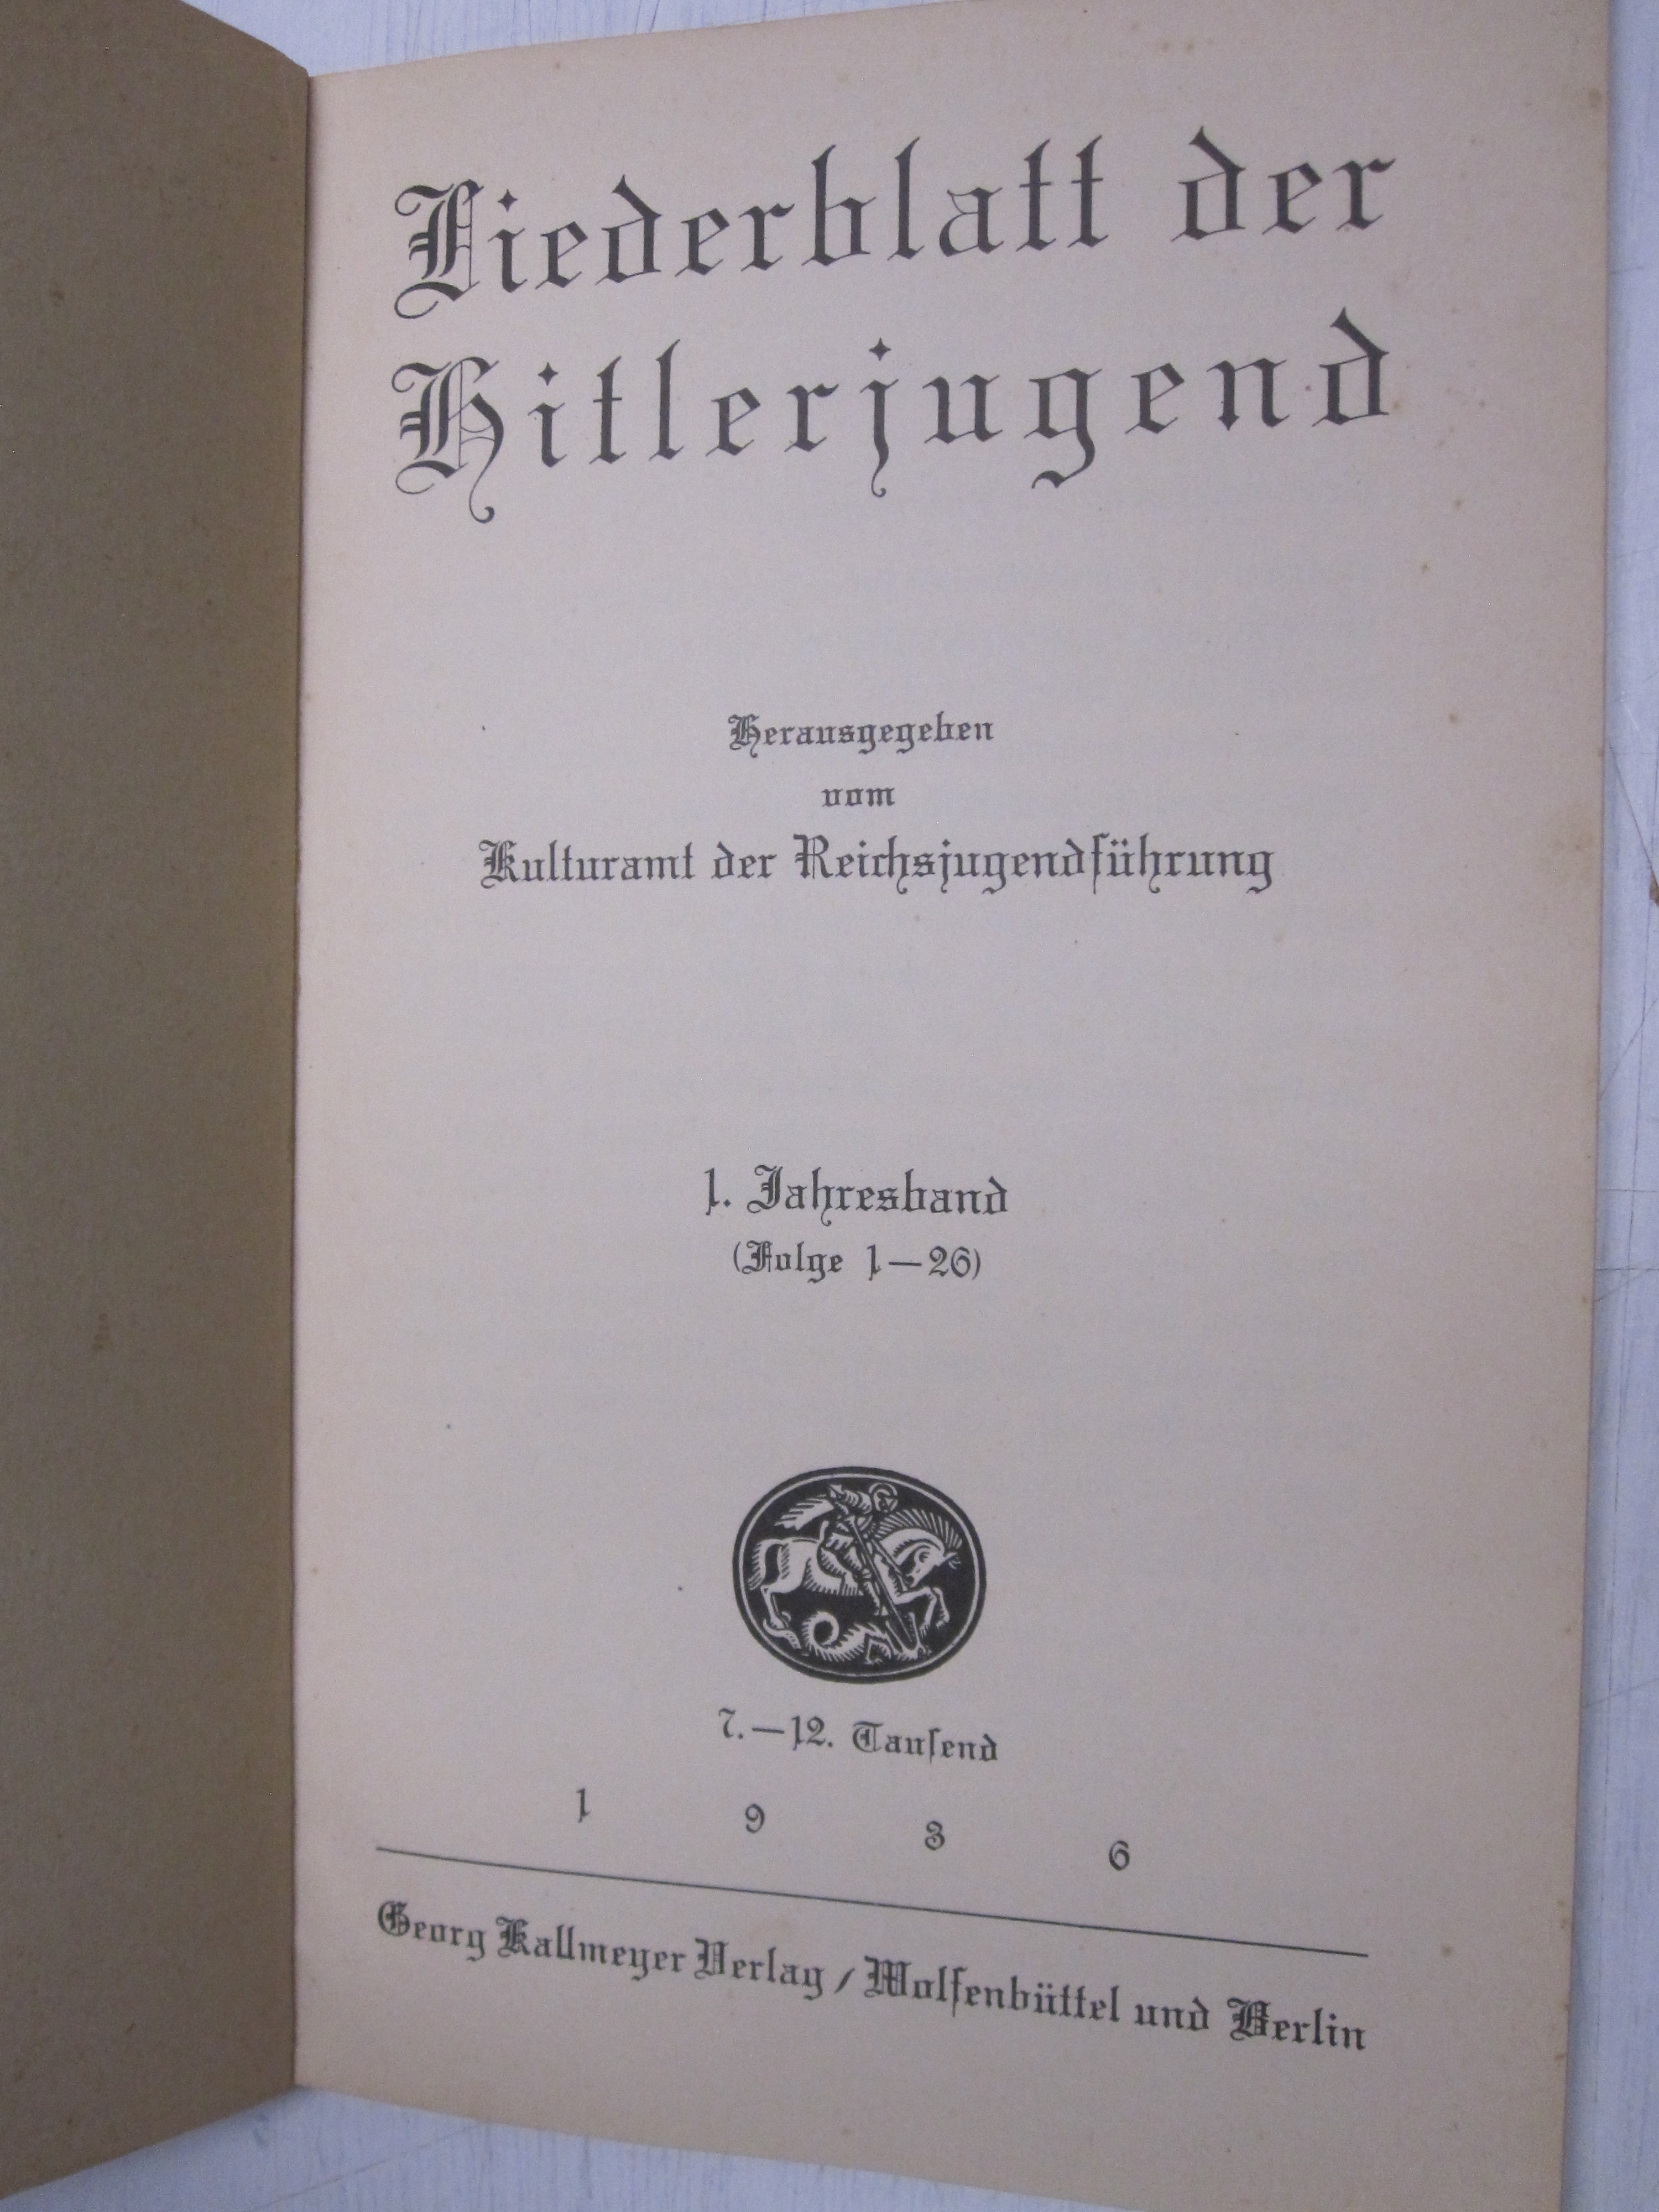 Liederblatt der
Hitlerjugend
Herausgegeben
vom
Kulturamt der Reichsjugendführung
1. Jahresband
(Folge 1—26)
7.—12. Tauſend
1 9 3 6
Georg Kallmeyer Verlag / Wolfenbüttel und Berlin